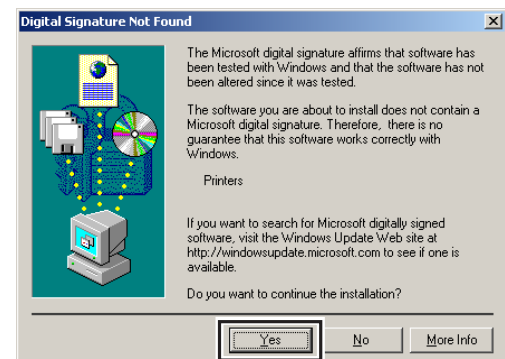 Digital Signature Not Found
The Microsoft digital signature affirms that software has
been tested with Windows and that the software has not
been altered since it was tested.
The software you are about to install does not contain a
Microsoft digital signature. Therefore, there is no
guarantee that this software works correctly with
Windows.
Printers
If you want to search for Microsoft digitally signed
software, visit the Windows Update Web site at
http://windowsupdate.microsoft.com to see if one is
available.
Do you want to continue the installation?
Yes
No
More Info